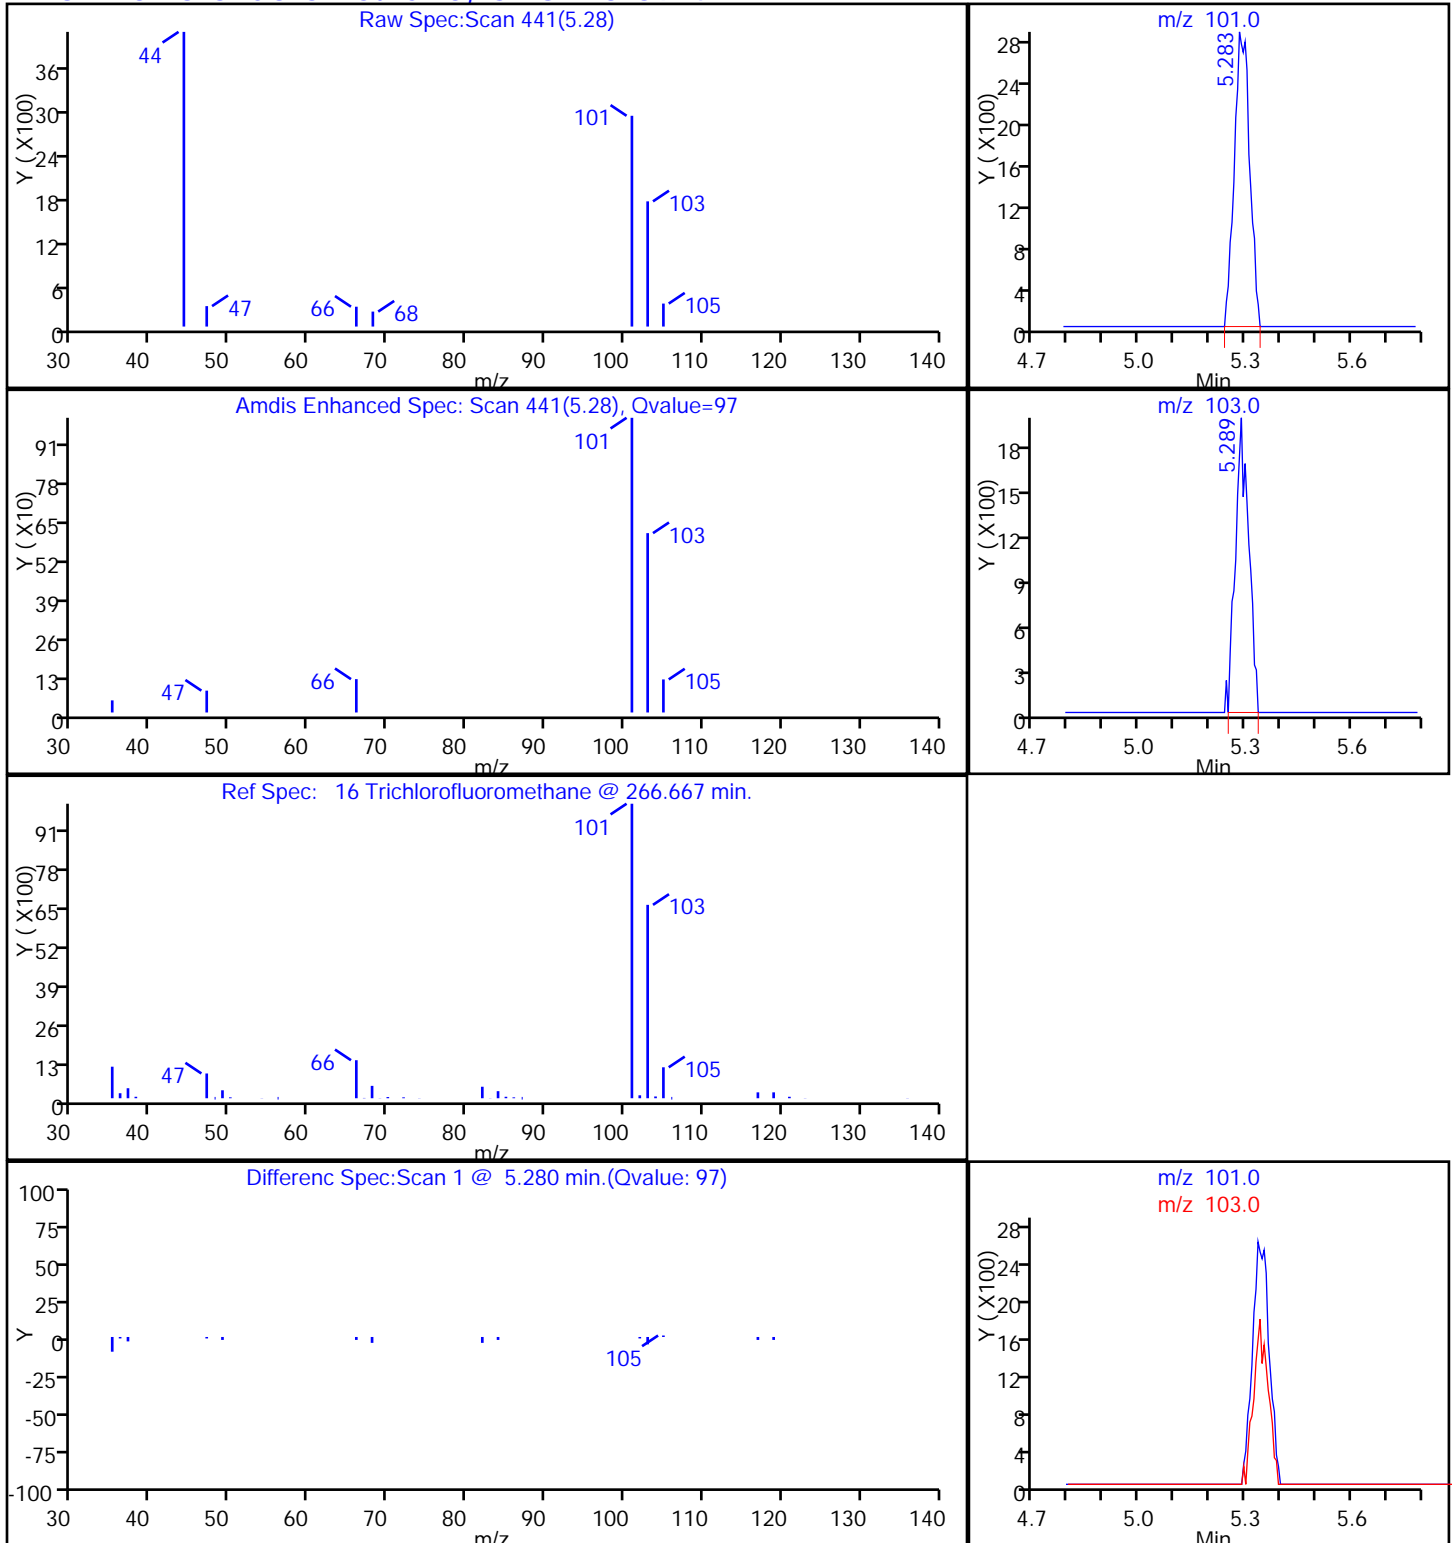 Raw Spec:Scan 441(5.28)
Y ( X100)
36
30
24
18
12
6
0
44
47
66
68
101
103
105
30 40 50 60 70 80 90 100 110 120 130 140
m/z
m/z 101.0
Y ( X100)
28
24
20
16
12
8
4
0
5.283
4.7 5.0 5.3 5.6
Min
Amdis Enhanced Spec: Scan 441(5.28), Qvalue=97
Y ( X10)
91
78
65
52
39
26
13
0
47
66
101
103
105
30 40 50 60 70 80 90 100 110 120 130 140
m/z
m/z 103.0
Y ( X100)
18
15
12
9
6
3
0
5.289
4.7 5.0 5.3 5.6
Min
Ref Spec: 16 Trichlorofluoromethane @ 266.667 min.
Y ( X100)
91
78
65
52
39
26
13
0
47
66
101
103
105
30 40 50 60 70 80 90 100 110 120 130 140
m/z
Differenc Spec:Scan 1 @ 5.280 min.(Qvalue: 97)
Y
100
75
50
25
0
-25
-50
-75
-100
105
30 40 50 60 70 80 90 100 110 120 130 140
m/z
m/z 101.0
m/z 103.0
Y ( X100)
28
24
20
16
12
8
4
0
4.7 5.0 5.3 5.6
Min